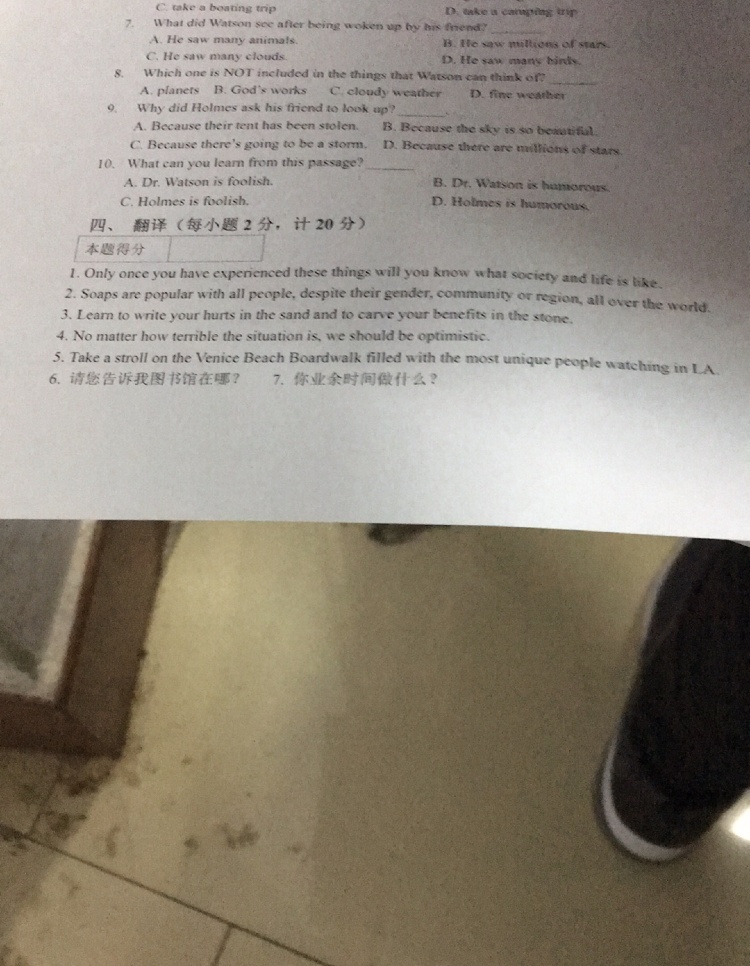 C. take a boating trip D. take a camping trip
7. What did Watson see after being woken up by his friend? ______
A. He saw many animals. B. He saw millions of stars.
C. He saw many clouds. D. He saw many birds.
8. Which one is NOT included in the things that Watson can think of? ______
A. planets B. God's works C. cloudy weather D. fine weather
9. Why did Holmes ask his friend to look up? ______.
A. Because their tent has been stolen. B. Because the sky is so beautiful.
C. Because there's going to be a storm. D. Because there are millions of stars.
10. What can you learn from this passage? ______
A. Dr. Watson is foolish. B. Dr. Watson is humorous.
C. Holmes is foolish. D. Holmes is humorous.
四、 翻译（每小题 2 分，计 20 分）
本题得分
1. Only once you have experienced these things will you know what society and life is like.
2. Soaps are popular with all people, despite their gender, community or region, all over the world.
3. Learn to write your hurts in the sand and to carve your benefits in the stone.
4. No matter how terrible the situation is, we should be optimistic.
5. Take a stroll on the Venice Beach Boardwalk filled with the most unique people watching in LA.
6. 请您告诉我图书馆在哪？ 7. 你业余时间做什么？